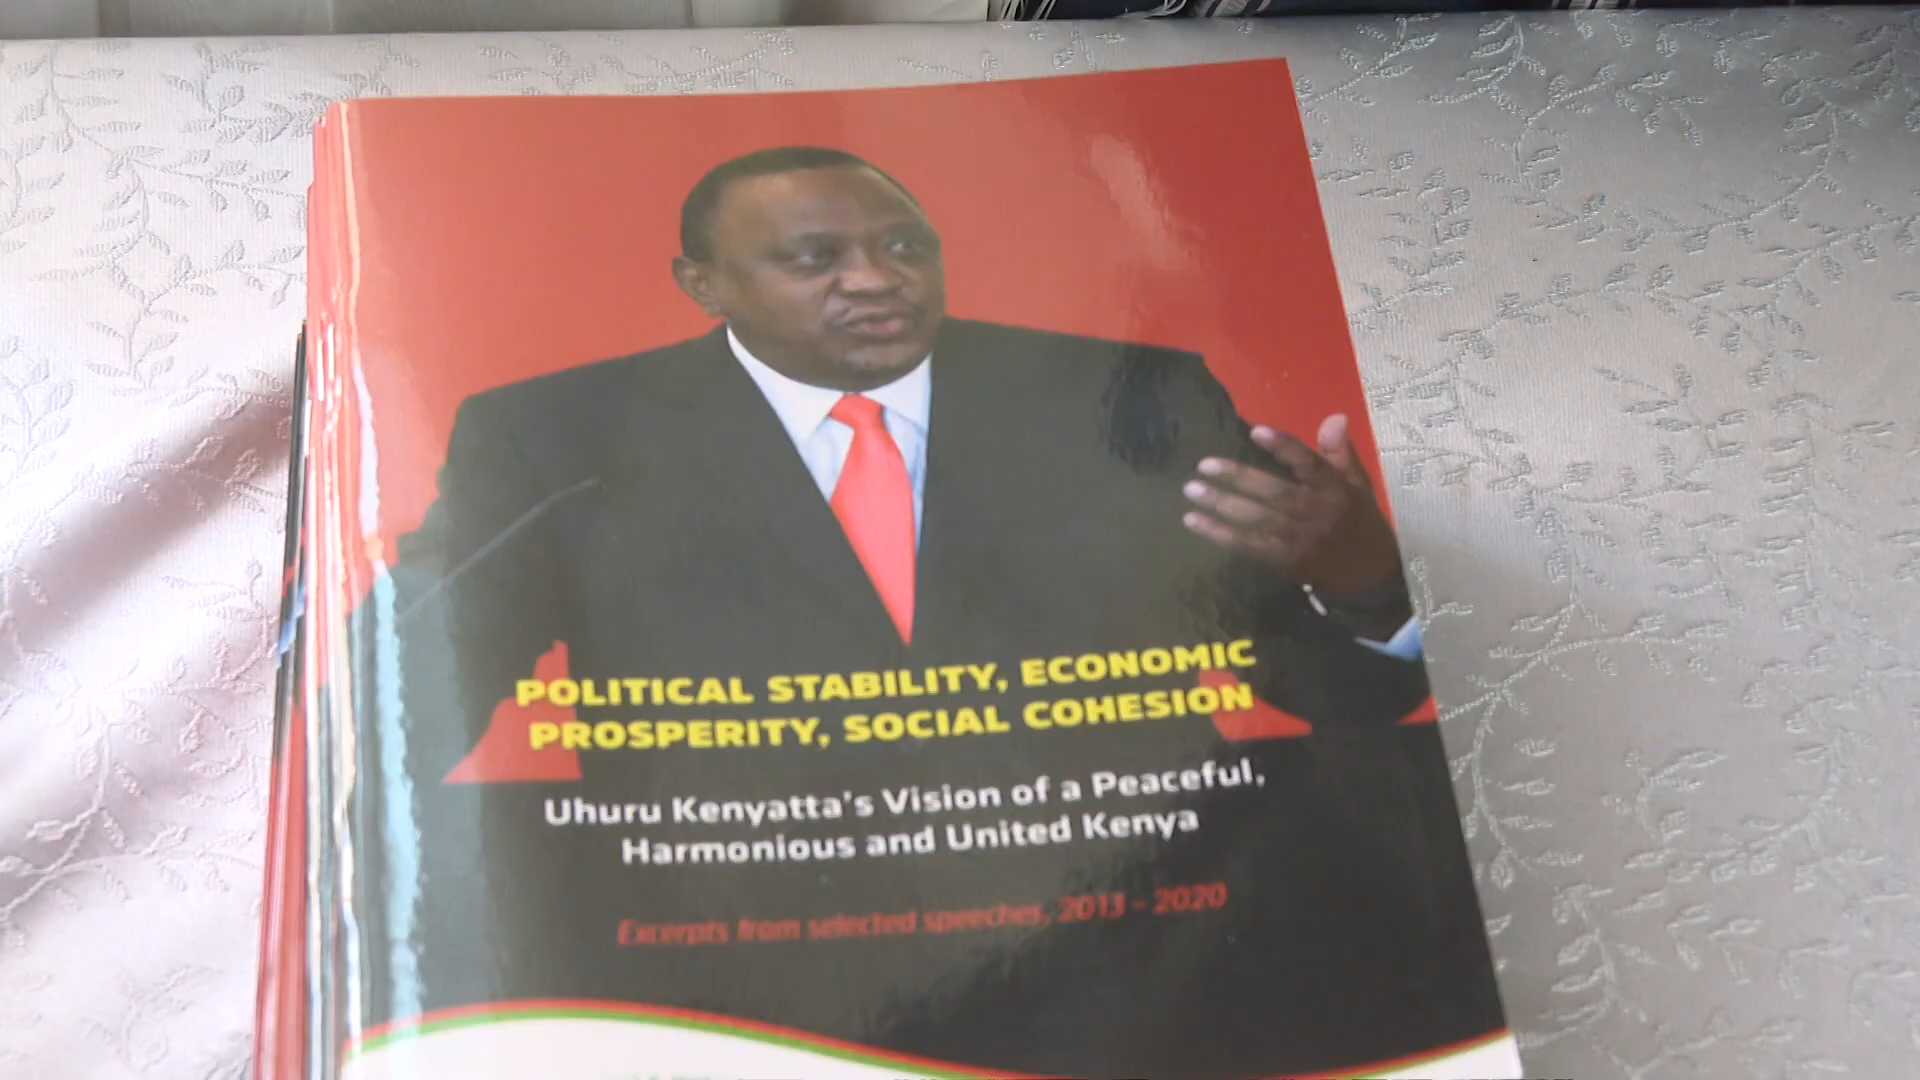 POLITICAL STABILITY, ECONOMIC
PROSPERITY, SOCIAL COHESION
Uhuru Kenyatta's Vision of a Peaceful,
Harmonious and United Kenya
Excerpts from selected speeches, 2013 - 2020